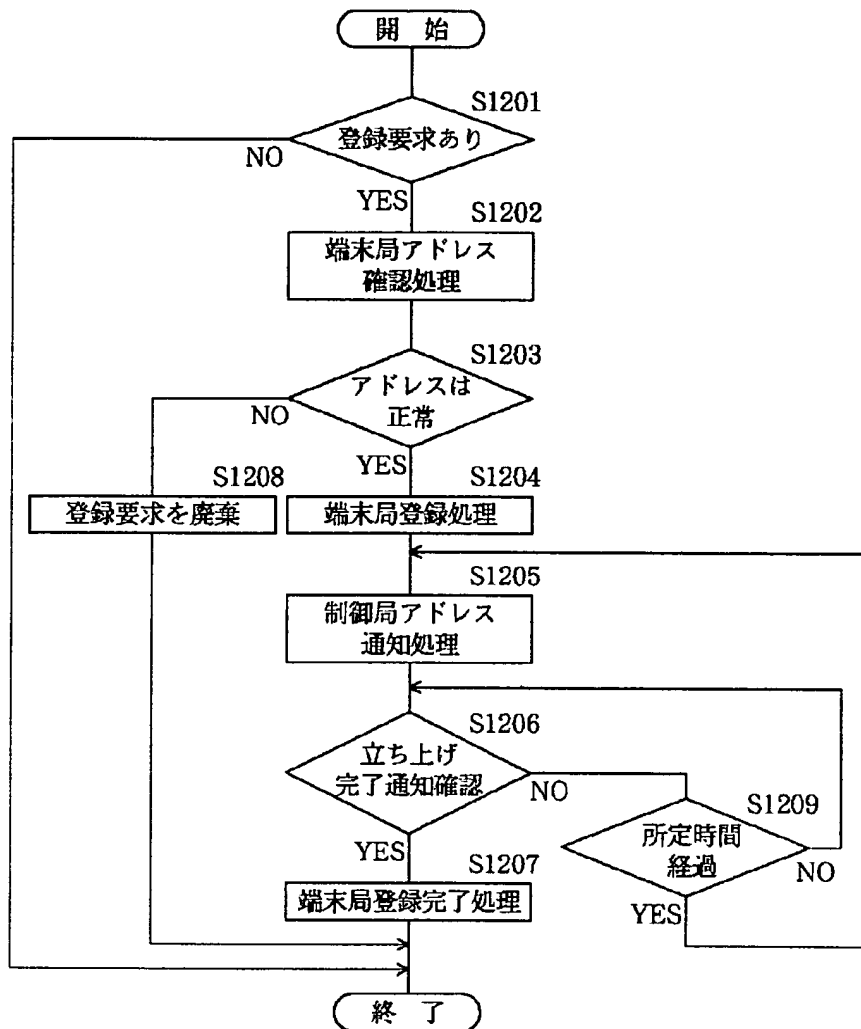 開 始
S1201
登録要求あり
NO
YES
S1202
端末局アドレス
確認処理
S1203
アドレスは
正常
NO
YES
S1208
S1204
登録要求を廃棄
端末局登録処理
S1205
制御局アドレス
通知処理
S1206
立ち上げ
完了通知確認
NO
S1209
所定時間
経過
NO
YES
YES
S1207
端末局登録完了処理
終 了